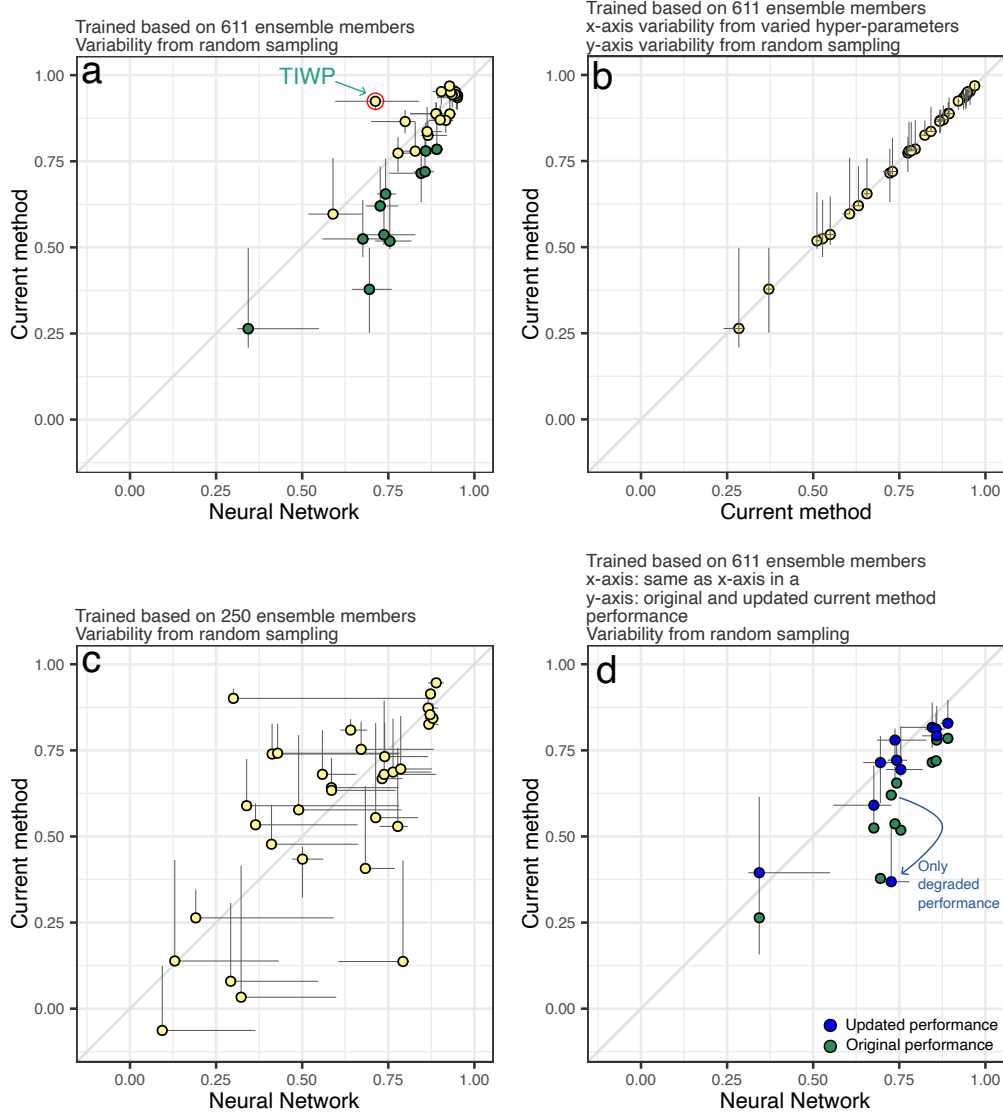 Trained based on 611 ensemble members
Variability from random sampling
a
TIWP
1.00
0.75
0.50
0.25
0.00
Current method
0.00 0.25 0.50 0.75 1.00
Neural Network
Trained based on 611 ensemble members
x-axis variability from varied hyper-parameters
y-axis variability from random sampling
b
1.00
0.75
0.50
0.25
0.00
Current method
0.00 0.25 0.50 0.75 1.00
Current method
Trained based on 250 ensemble members
Variability from random sampling
c
1.00
0.75
0.50
0.25
0.00
Current method
0.00 0.25 0.50 0.75 1.00
Neural Network
Trained based on 611 ensemble members
x-axis: same as x-axis in a
y-axis: original and updated current method
performance
Variability from random sampling
d
1.00
0.75
0.50
0.25
0.00
Current method
Only
degraded
performance
Updated performance
Original performance
0.00 0.25 0.50 0.75 1.00
Neural Network